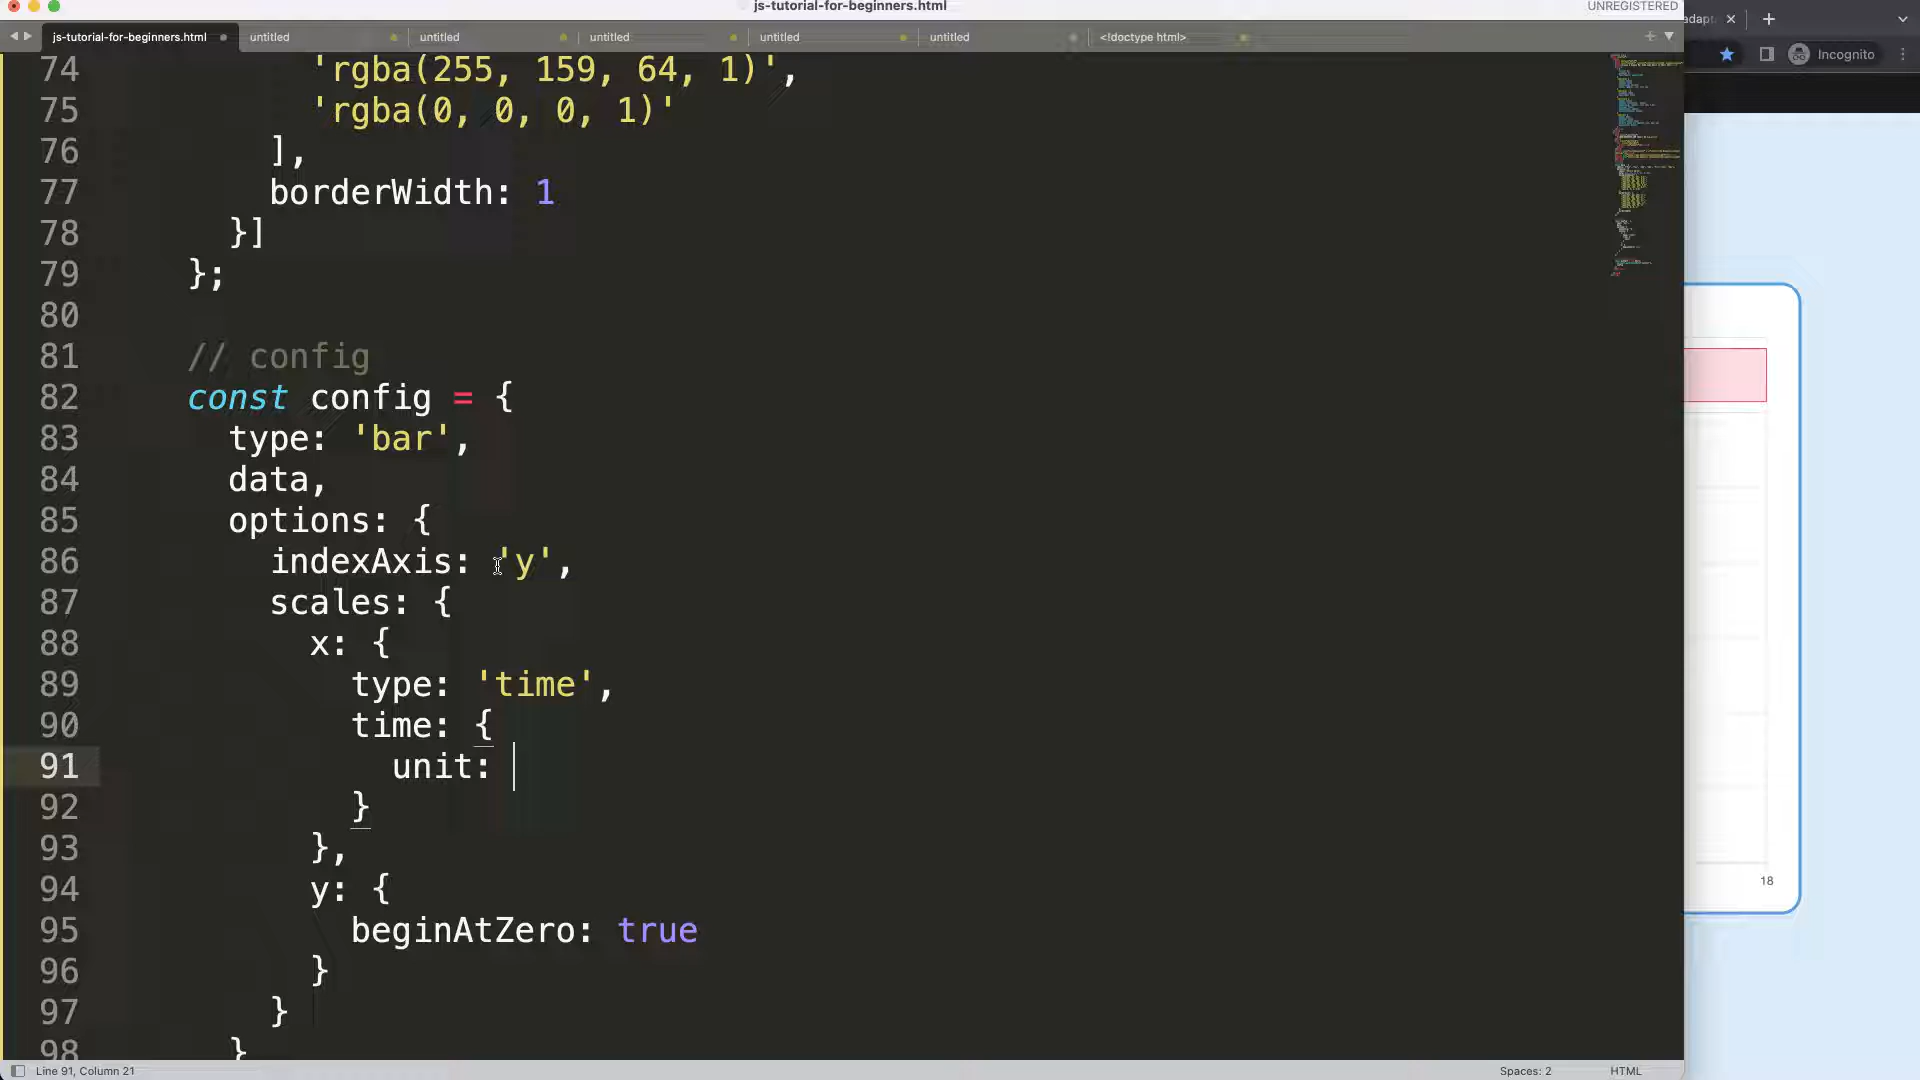 js-tutorial-for-beginners.html
UNREGISTERED
js-tutorial-for-beginners.html
untitled
untitled
untitled
untitled
untitled
<!doctype html>
adapt
Incognito
74 'rgba(255, 159, 64, 1)',
75 'rgba(0, 0, 0, 1)'
76 ],
77 borderWidth: 1
78 }]
79 };
80
81 // config
82 const config = {
83 type: 'bar',
84 data,
85 options: {
86 indexAxis: 'y',
87 scales: {
88 x: {
89 type: 'time',
90 time: {
91 unit:
92 }
93 },
94 y: {
95 beginAtZero: true
96 }
97 }
98 }
18
Line 91, Column 21
Spaces: 2
HTML